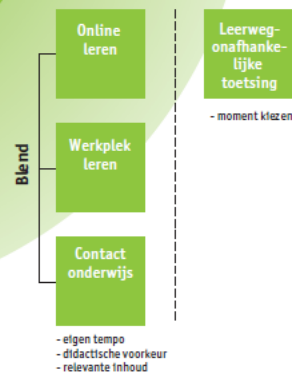 Online
leren
Leerweg-
onafhanke-
lijke
toetsing
- moment kiezen
Blend
Werkplek
leren
Contact
onderwijs
- eigen tempo
- didactische voorkeur
- relevante inhoud